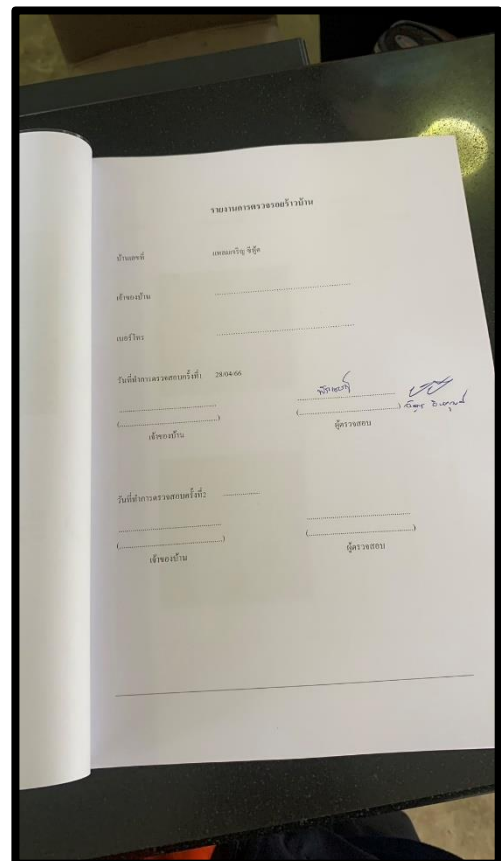 รายงานการตรวจรอยร้าวบ้าน
บ้านเลขที่ แหลมเจริญ ซีฟู้ด
เจ้าของบ้าน ........................................
เบอร์โทร ........................................
วันที่ทำการตรวจสอบครั้งที่1 28/04/66
(........................................) (........................................)
เจ้าของบ้าน ผู้ตรวจสอบ
วันที่ทำการตรวจสอบครั้งที่2 ..............
(........................................) (........................................)
เจ้าของบ้าน ผู้ตรวจสอบ